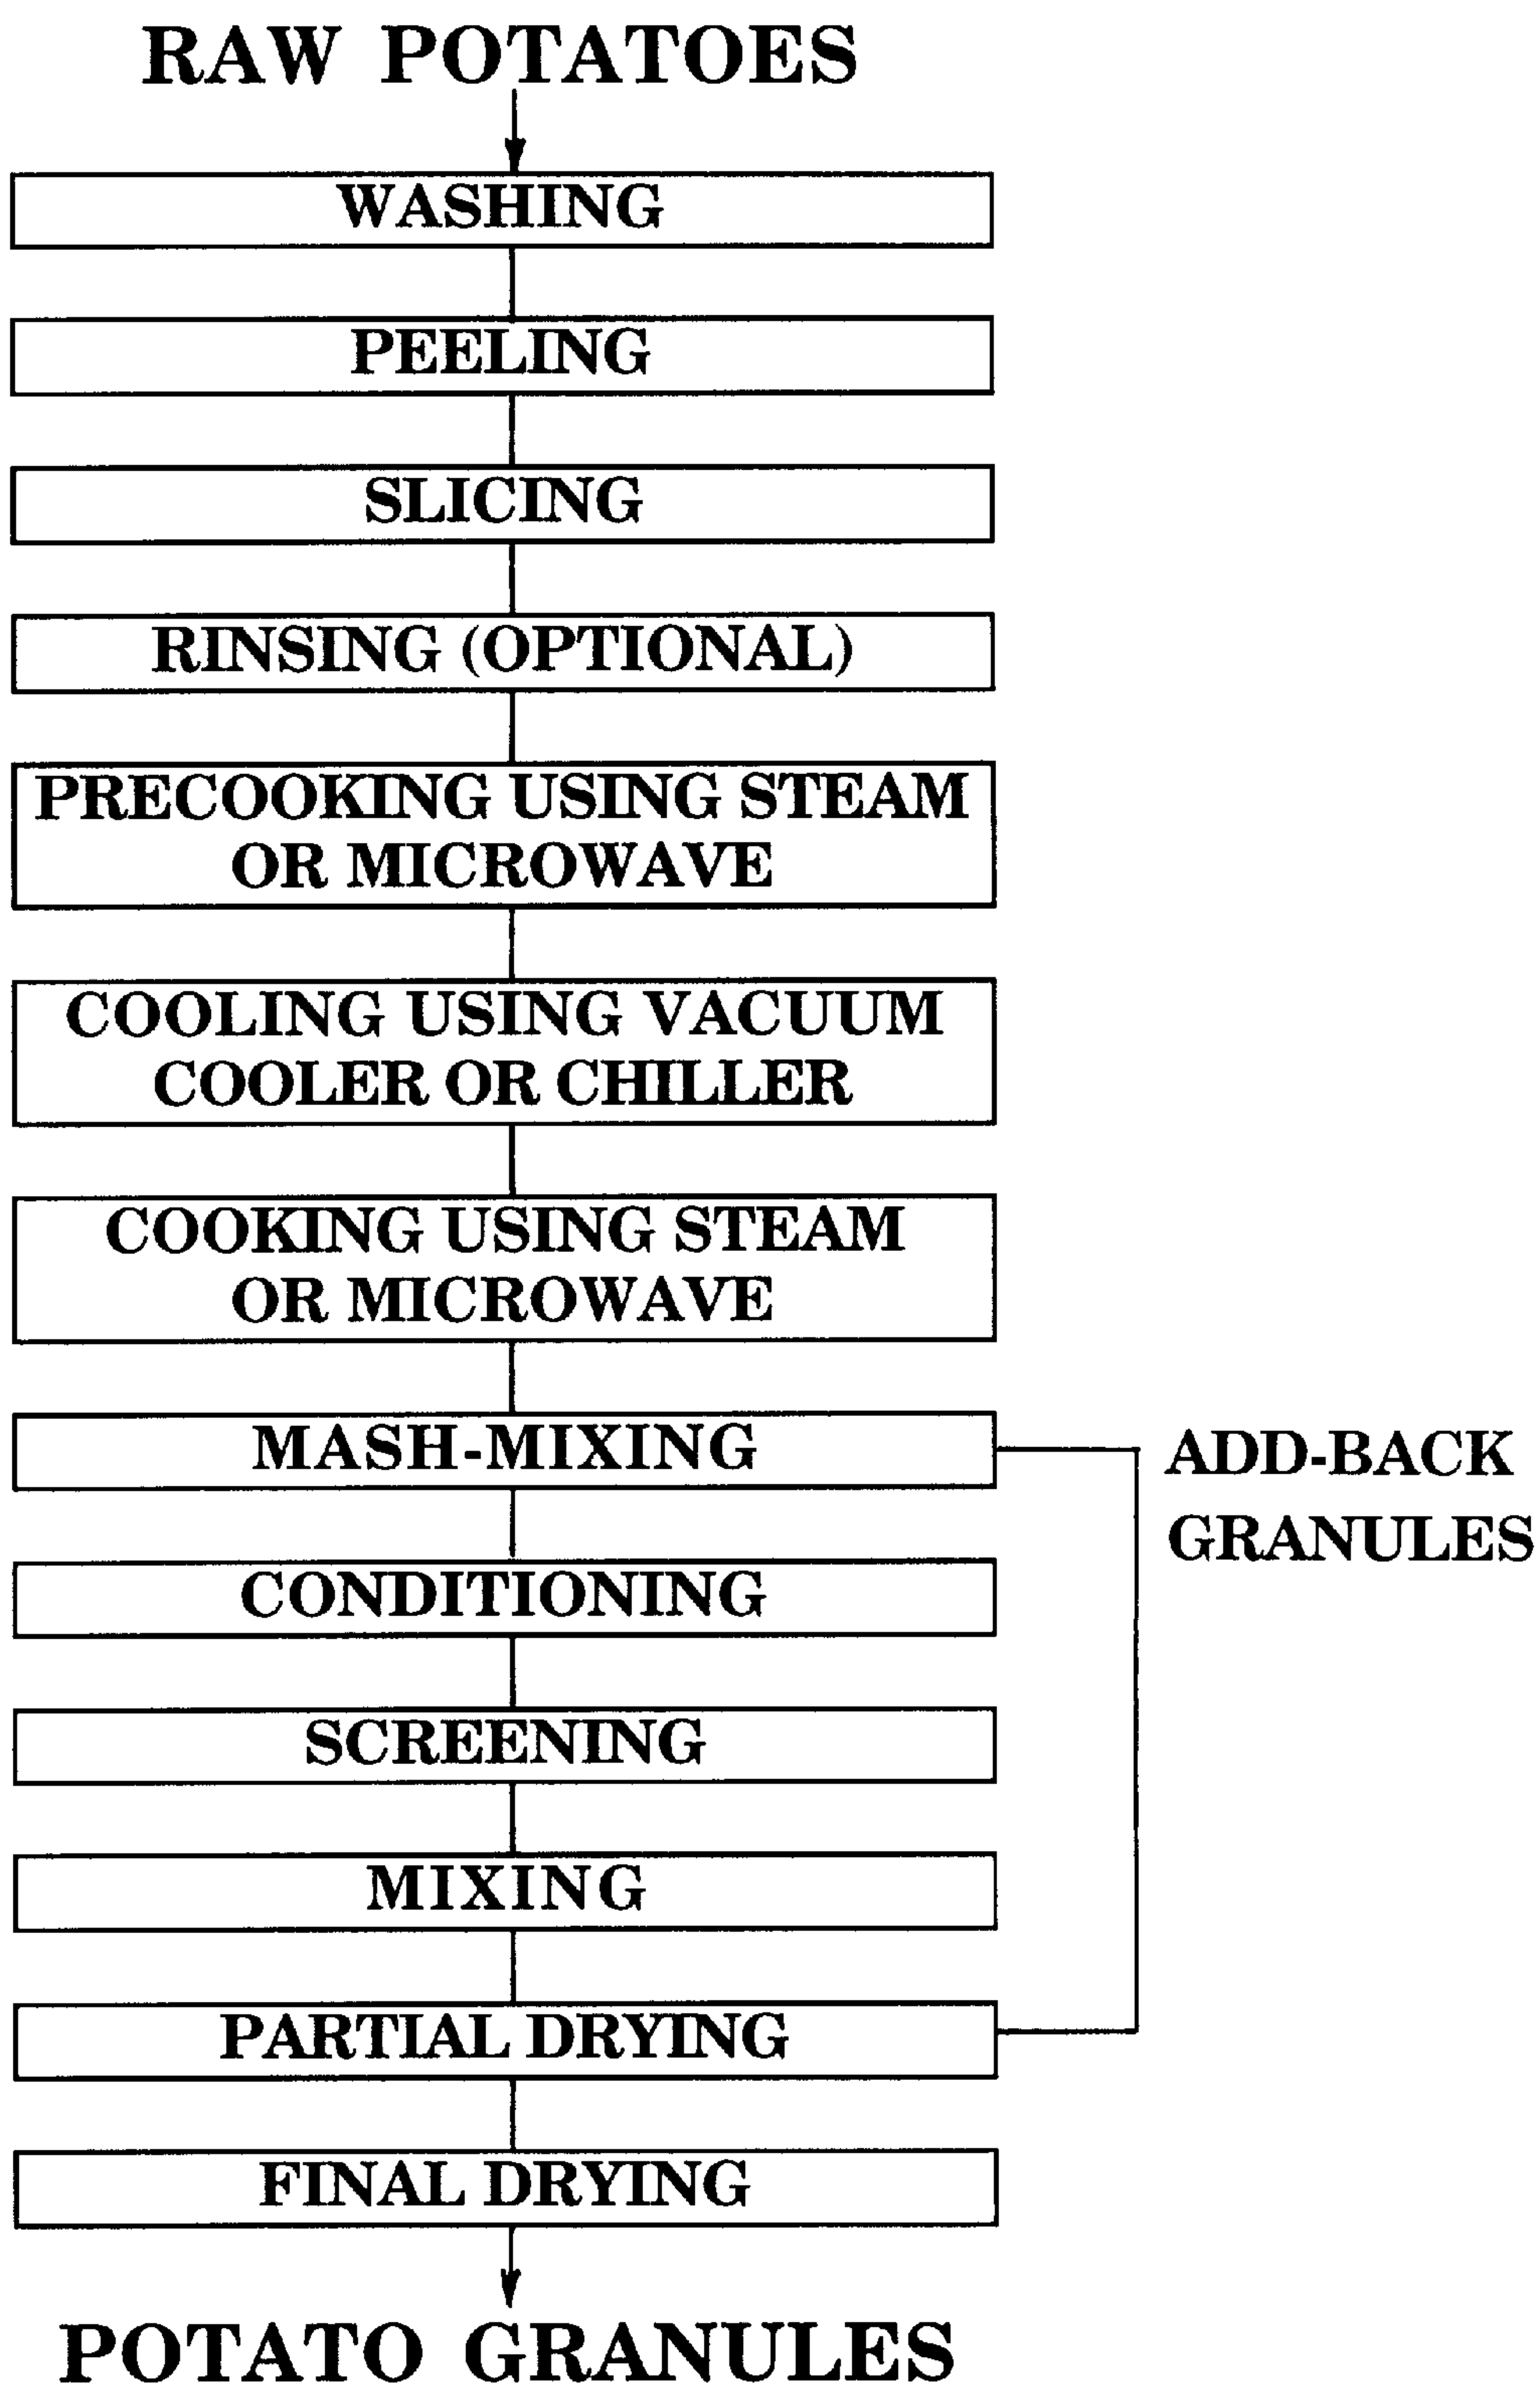 RAW POTATOES
WASHING
PEELING
SLICING
RINSING (OPTIONAL)
PRECOOKING USING STEAM
OR MICROWAVE
COOLING USING VACUUM
COOLER OR CHILLER
COOKING USING STEAM
OR MICROWAVE
MASH-MIXING
ADD-BACK
GRANULES
CONDITIONING
SCREENING
MIXING
PARTIAL DRYING
FINAL DRYING
POTATO GRANULES